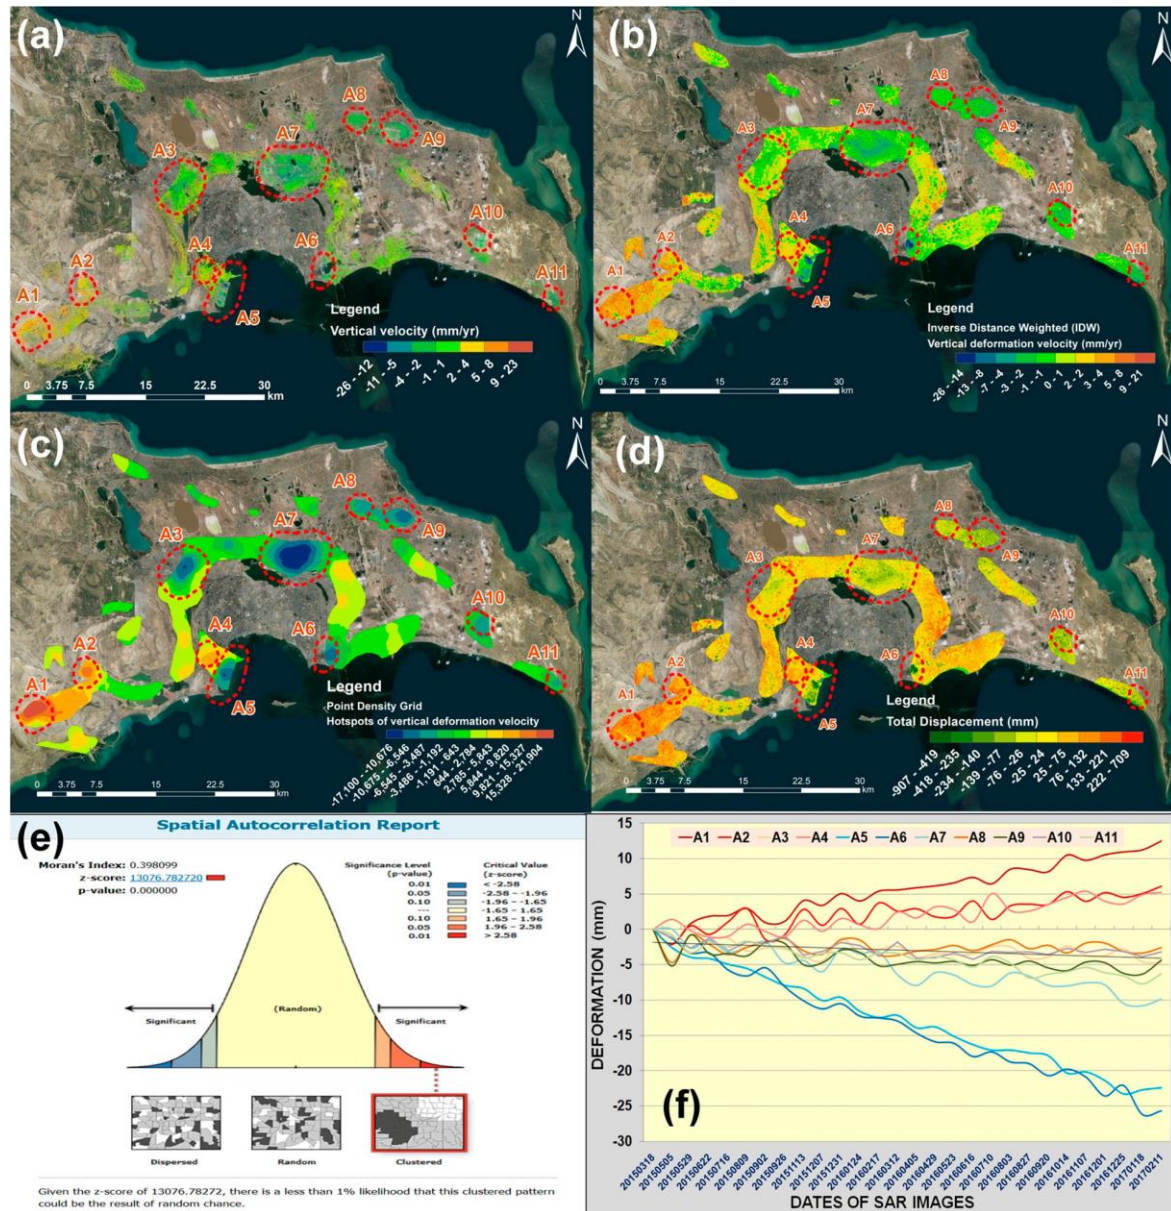 (a)
N
A1
A2
A3
A4
A5
A6
A7
A8
A9
A10
A11
Legend
Vertical velocity (mm/yr)
-26 - -12
-11 - -5
-4 - -2
-1 - 1
2 - 4
5 - 8
9 - 23
0 3.75 7.5 15 22.5 30
km
(b)
N
A1
A2
A3
A4
A5
A6
A7
A8
A9
A10
A11
Legend
Inverse Distance Weighted (IDW)
Vertical deformation velocity (mm/yr)
-26 - -14
-13 - -8
-7 - -4
-3 - -2
-1 - -1
0 - 1
2 - 2
3 - 4
5 - 8
9 - 21
0 3.75 7.5 15 22.5 30
km
(c)
N
A1
A2
A3
A4
A5
A6
A7
A8
A9
A10
A11
Legend
Point Density Grid
Hotspots of vertical deformation velocity
-17,100 - -10,676
-10,675 - -6,546
-6,545 - -3,487
-3,486 - -1,192
-1,191 - 643
644 - 2,784
2,785 - 5,843
5,844 - 9,820
9,821 - 15,327
15,328 - 21,904
0 3.75 7.5 15 22.5 30
km
(d)
N
A1
A2
A3
A4
A5
A6
A7
A8
A9
A10
A11
Legend
Total Displacement (mm)
-907 - -419
-418 - -235
-234 - -140
-139 - -77
-76 - -26
-25 - 24
25 - 75
76 - 132
133 - 221
222 - 709
0 3.75 7.5 15 22.5 30
km
(e)
Spatial Autocorrelation Report
Moran's Index: 0.398099
z-score: 13076.782720
p-value: 0.000000
Significance Level Critical Value
(p-value) (z-score)
0.01 < -2.58
0.05 -2.58 - -1.96
0.10 -1.96 - -1.65
--- -1.65 - 1.65
0.10 1.65 - 1.96
0.05 1.96 - 2.58
0.01 > 2.58
Significant
(Random)
Significant
Dispersed
Random
Clustered
Given the z-score of 13076.78272, there is a less than 1% likelihood that this clustered pattern
could be the result of random chance.
A1 A2 A3 A4 A5 A6 A7 A8 A9 A10 A11
15
10
5
0
-5
-10
-15
-20
-25
-30
DEFORMATION (mm)
(f)
20150318
20150505
20150529
20150622
20150716
20150809
20150902
20150926
20151113
20151207
20151231
20160124
20160217
20160312
20160405
20160429
20160523
20160616
20160710
20160803
20160827
20160920
20161014
20161107
20161201
20161225
20170118
20170211
DATES OF SAR IMAGES